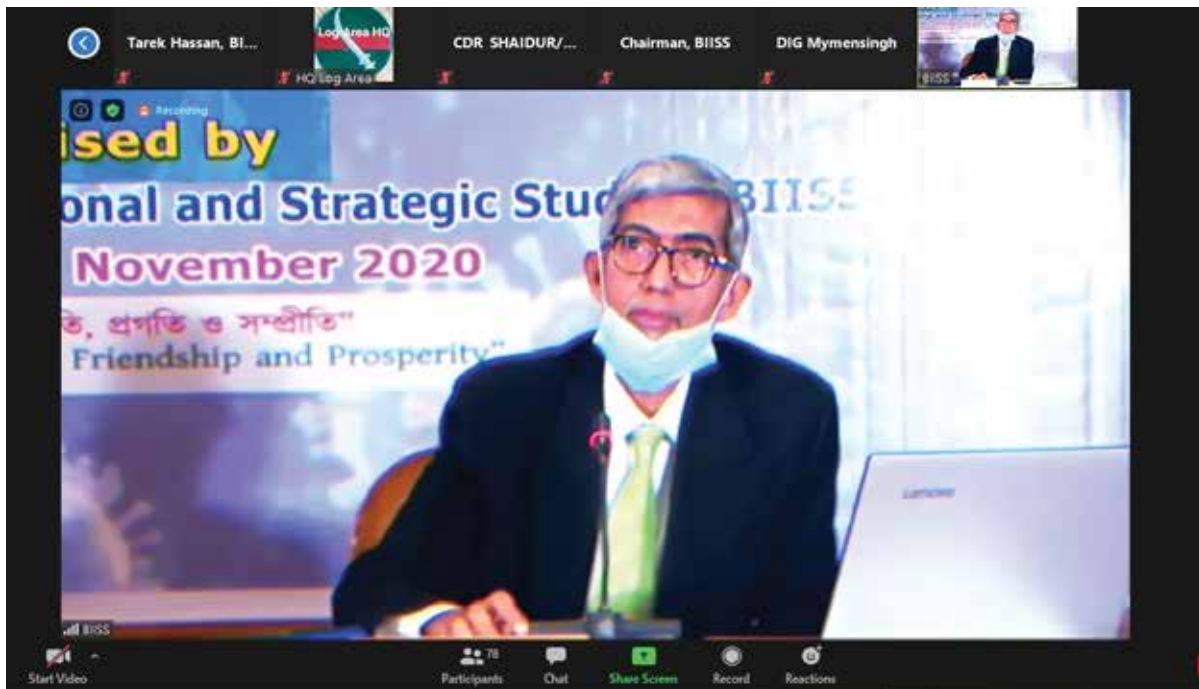 Tarek Hassan, BI...
Log Area HQ
HQ Log Area
CDR SHAIDUR/...
Chairman, BIISS
DIG Mymensingh
BIISS
Recording
ised by
onal and Strategic Stud BIISS
November 2020
তি, প্রগতি ও সম্প্রীতি”
Friendship and Prosperity”
Lenovo
BIISS
Start Video
78
Participants
Chat
Share Screen
Record
Reactions